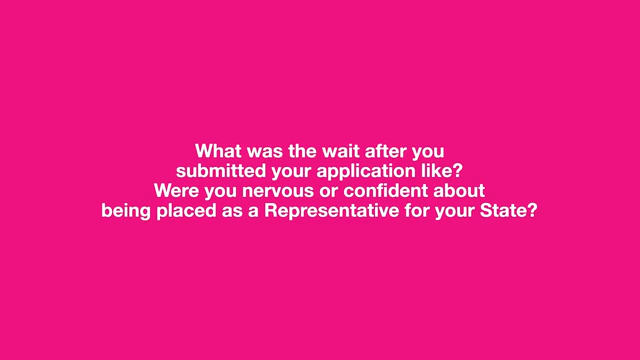 What was the wait after you
submitted your application like?
Were you nervous or confident about
being placed as a Representative for your State?